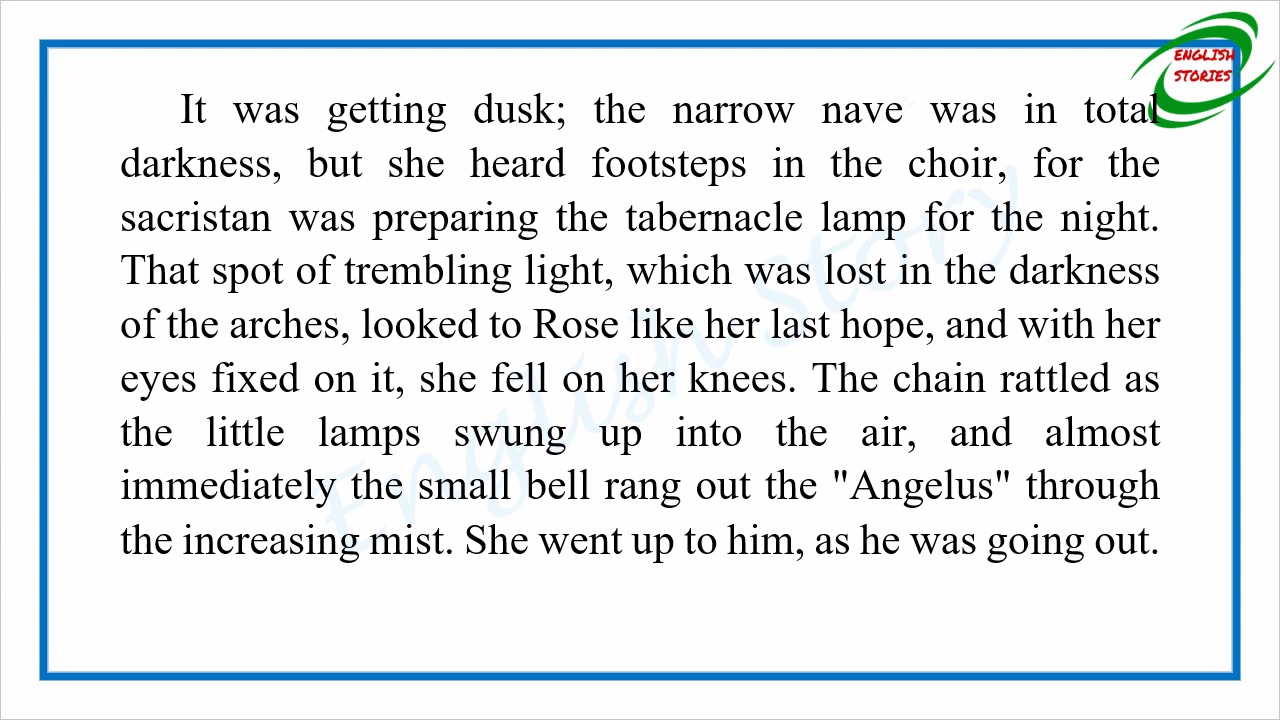 ENGLISH
STORIES
It was getting dusk; the narrow nave was in total
darkness, but she heard footsteps in the choir, for the
sacristan was preparing the tabernacle lamp for the night.
That spot of trembling light, which was lost in the darkness
of the arches, looked to Rose like her last hope, and with her
eyes fixed on it, she fell on her knees. The chain rattled as
the little lamps swung up into the air, and almost
immediately the small bell rang out the "Angelus" through
the increasing mist. She went up to him, as he was going out.
English Story